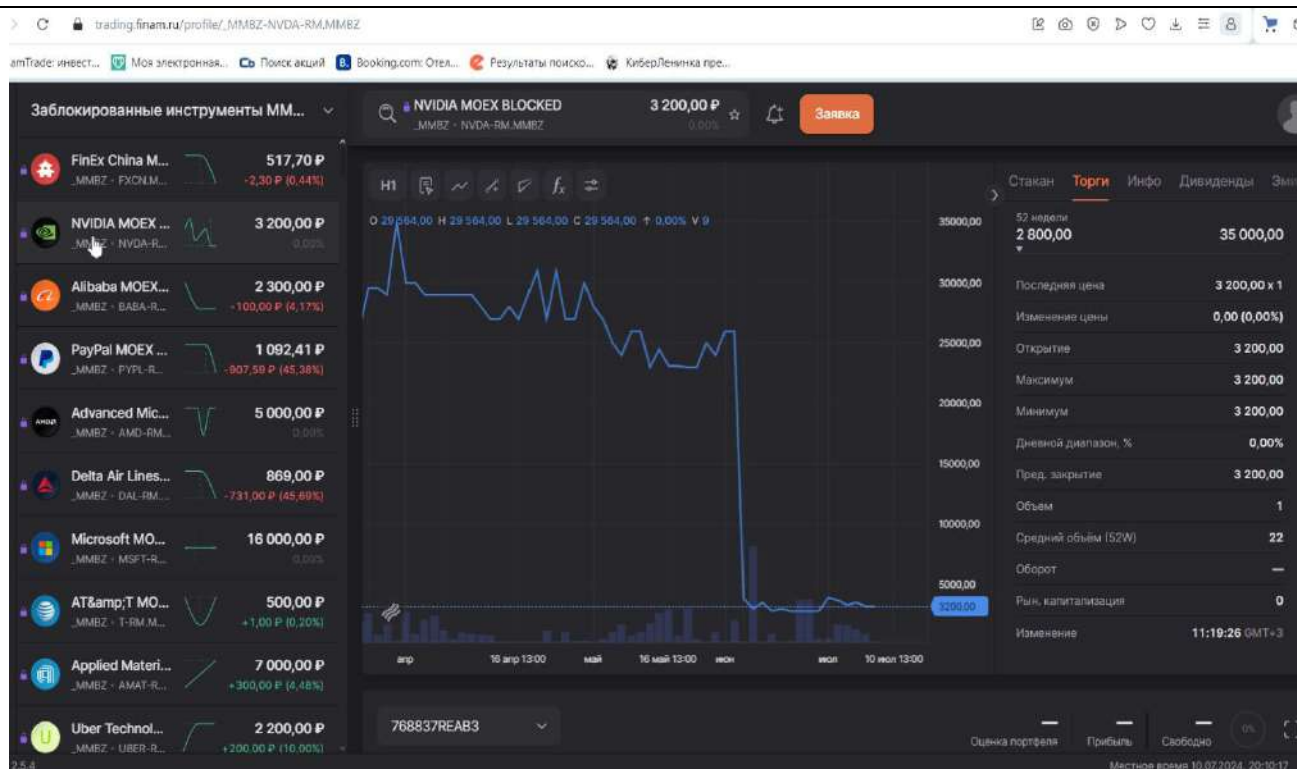 trading.finam.ru/profile/_MMBZ-NVDA-RM.MMBZ
amTrade: инвест... Моя электронная... Поиск акций Booking.com: Отел... Результаты поиско... КиберЛенинка пре...
Заблокированные инструменты ММ...
NVIDIA MOEX BLOCKED
_MMBZ · NVDA-RM.MMBZ
3 200,00 ₽
0,00%
Заявка
FinEx China M... 517,70 ₽
_MMBZ · FXCN.M... -2,30 ₽ (0,44%)
NVIDIA MOEX ... 3 200,00 ₽
_MMBZ · NVDA-R... 0,00%
Alibaba MOEX... 2 300,00 ₽
_MMBZ · BABA-R... -100,00 ₽ (4,17%)
PayPal MOEX ... 1 092,41 ₽
_MMBZ · PYPL-R... -907,59 ₽ (45,38%)
AMD
Advanced Mic... 5 000,00 ₽
_MMBZ · AMD-RM... 0,00%
Delta Air Lines... 869,00 ₽
_MMBZ · DAL-RM... -731,00 ₽ (45,69%)
Microsoft MO... 16 000,00 ₽
_MMBZ · MSFT-R... 0,00%
AT&amp;T MO... 500,00 ₽
_MMBZ · T-RM.M... +1,00 ₽ (0,20%)
Applied Materi... 7 000,00 ₽
_MMBZ · AMAT-R... +300,00 ₽ (4,48%)
Uber Technol... 2 200,00 ₽
_MMBZ · UBER-R... +200,00 ₽ (10,00%)
2.5.4
H1
O 29 564,00 H 29 564,00 L 29 564,00 C 29 564,00 ↑ 0,00% V 9
35000,00
30000,00
25000,00
20000,00
15000,00
10000,00
5000,00
3200,00
апр 16 апр 13:00 май 16 май 13:00 июн июл 10 июл 13:00
Стакан Торги Инфо Дивиденды Эми
52 недели
2 800,00 35 000,00
Последняя цена 3 200,00 x 1
Изменение цены 0,00 (0,00%)
Открытие 3 200,00
Максимум 3 200,00
Минимум 3 200,00
Дневной диапазон, % 0,00%
Пред. закрытие 3 200,00
Объем 1
Средний объём (52W) 22
Оборот —
Рын. капитализация 0
Изменение 11:19:26 GMT+3
768837REAB3
— — — 0%
Оценка портфеля Прибыль Свободно
Местное время 10.07.2024, 20:10:17